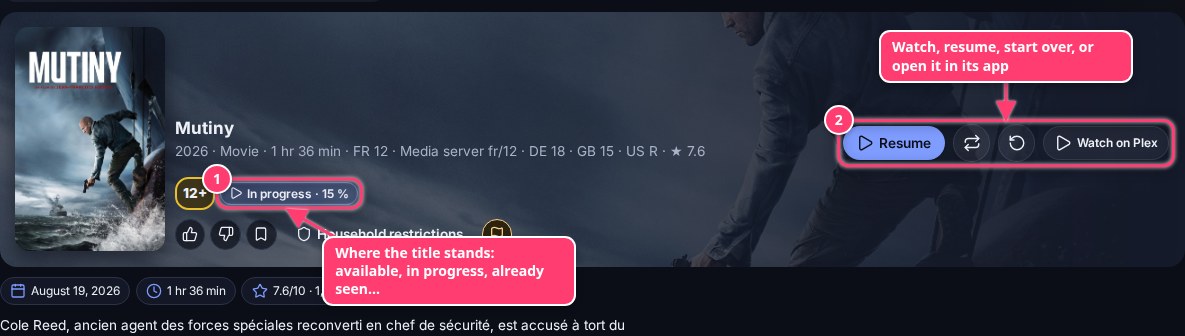 Watch, resume, start over, or
open it in its app
MUTINY
2
Resume
Watch on Plex
Mutiny
2026 · Movie · 1 hr 36 min · FR 12 · Media server fr/12 · DE 18 · GB 15 · US R · ★ 7.6
1
12+
In progress · 15 %
Household restrictions
Where the title stands:
available, in progress, already
seen...
August 19, 2026
1 hr 36 min
7.6/10 · 1,
Cole Reed, ancien agent des forces spéciales reconverti en chef de sécurité, est accusé à tort du